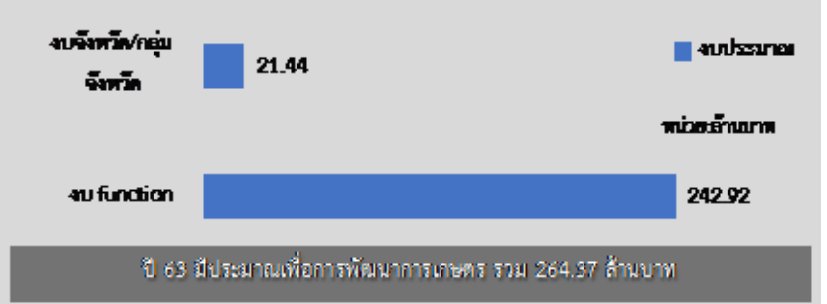 งบจังหวัด/กลุ่ม
จังหวัด
21.44
งบประมาณ
หน่วย:ล้านบาท
งบ function
242.92
ปี 63 มีประมาณเพื่อการพัฒนาการเกษตร รวม 264.37 ล้านบาท